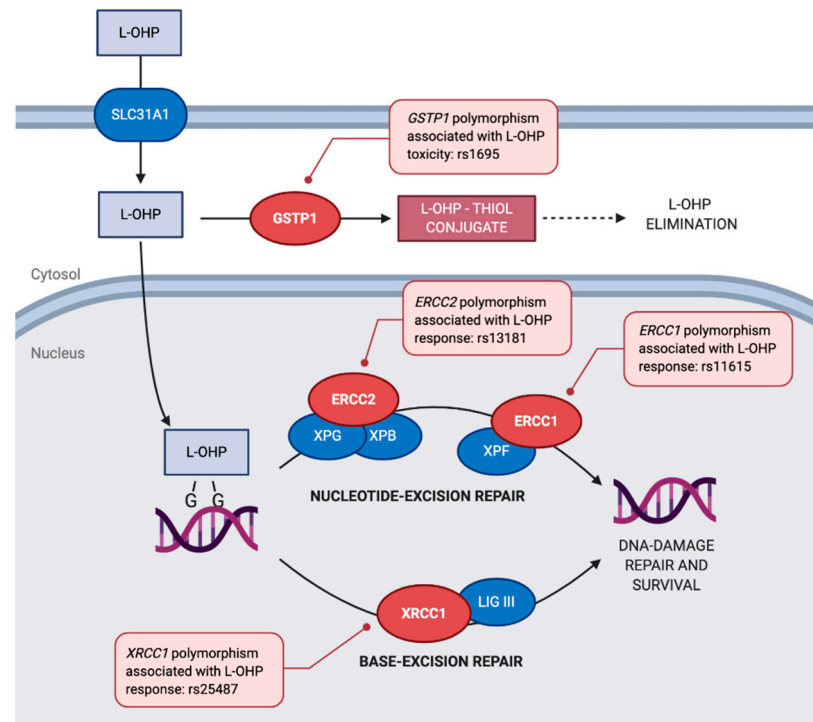 L-OHP
SLC31A1
GSTP1 polymorphism
associated with L-OHP
toxicity: rs1695
L-OHP
GSTP1
L-OHP - THIOL
CONJUGATE
L-OHP
ELIMINATION
Cytosol
Nucleus
ERCC2 polymorphism
associated with L-OHP
response: rs13181
ERCC1 polymorphism
associated with L-OHP
response: rs11615
ERCC2
XPG
XPB
ERCC1
XPF
L-OHP
G G
NUCLEOTIDE-EXCISION REPAIR
DNA-DAMAGE
REPAIR AND
SURVIVAL
XRCC1
LIG III
BASE-EXCISION REPAIR
XRCC1 polymorphism
associated with L-OHP
response: rs25487